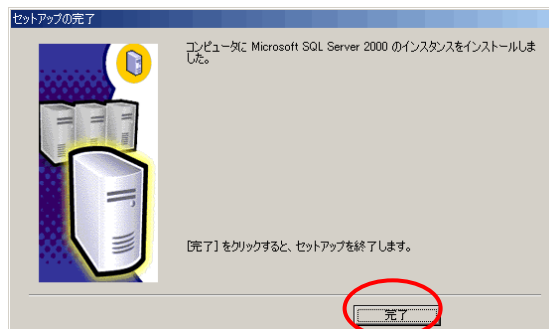 セットアップの完了
コンピュータに Microsoft SQL Server 2000 のインスタンスをインストールしま
した。
[完了] をクリックすると、セットアップを終了します。
完了